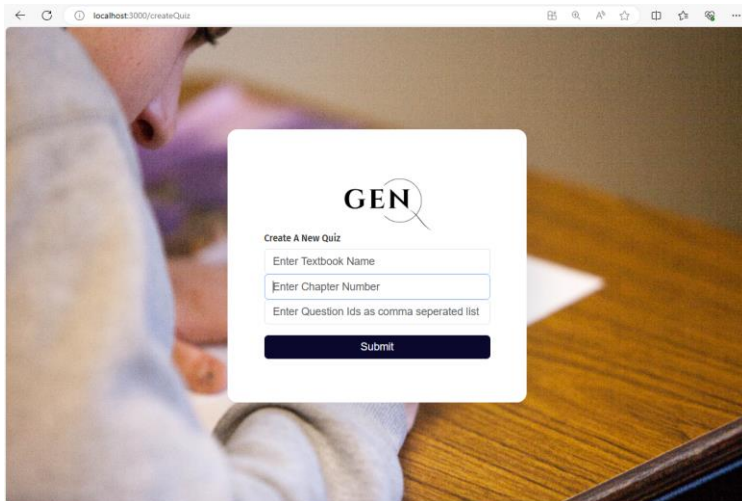 localhost:3000/createQuiz
GEN
Create A New Quiz
Enter Textbook Name
Enter Chapter Number
Enter Question Ids as comma seperated list
Submit